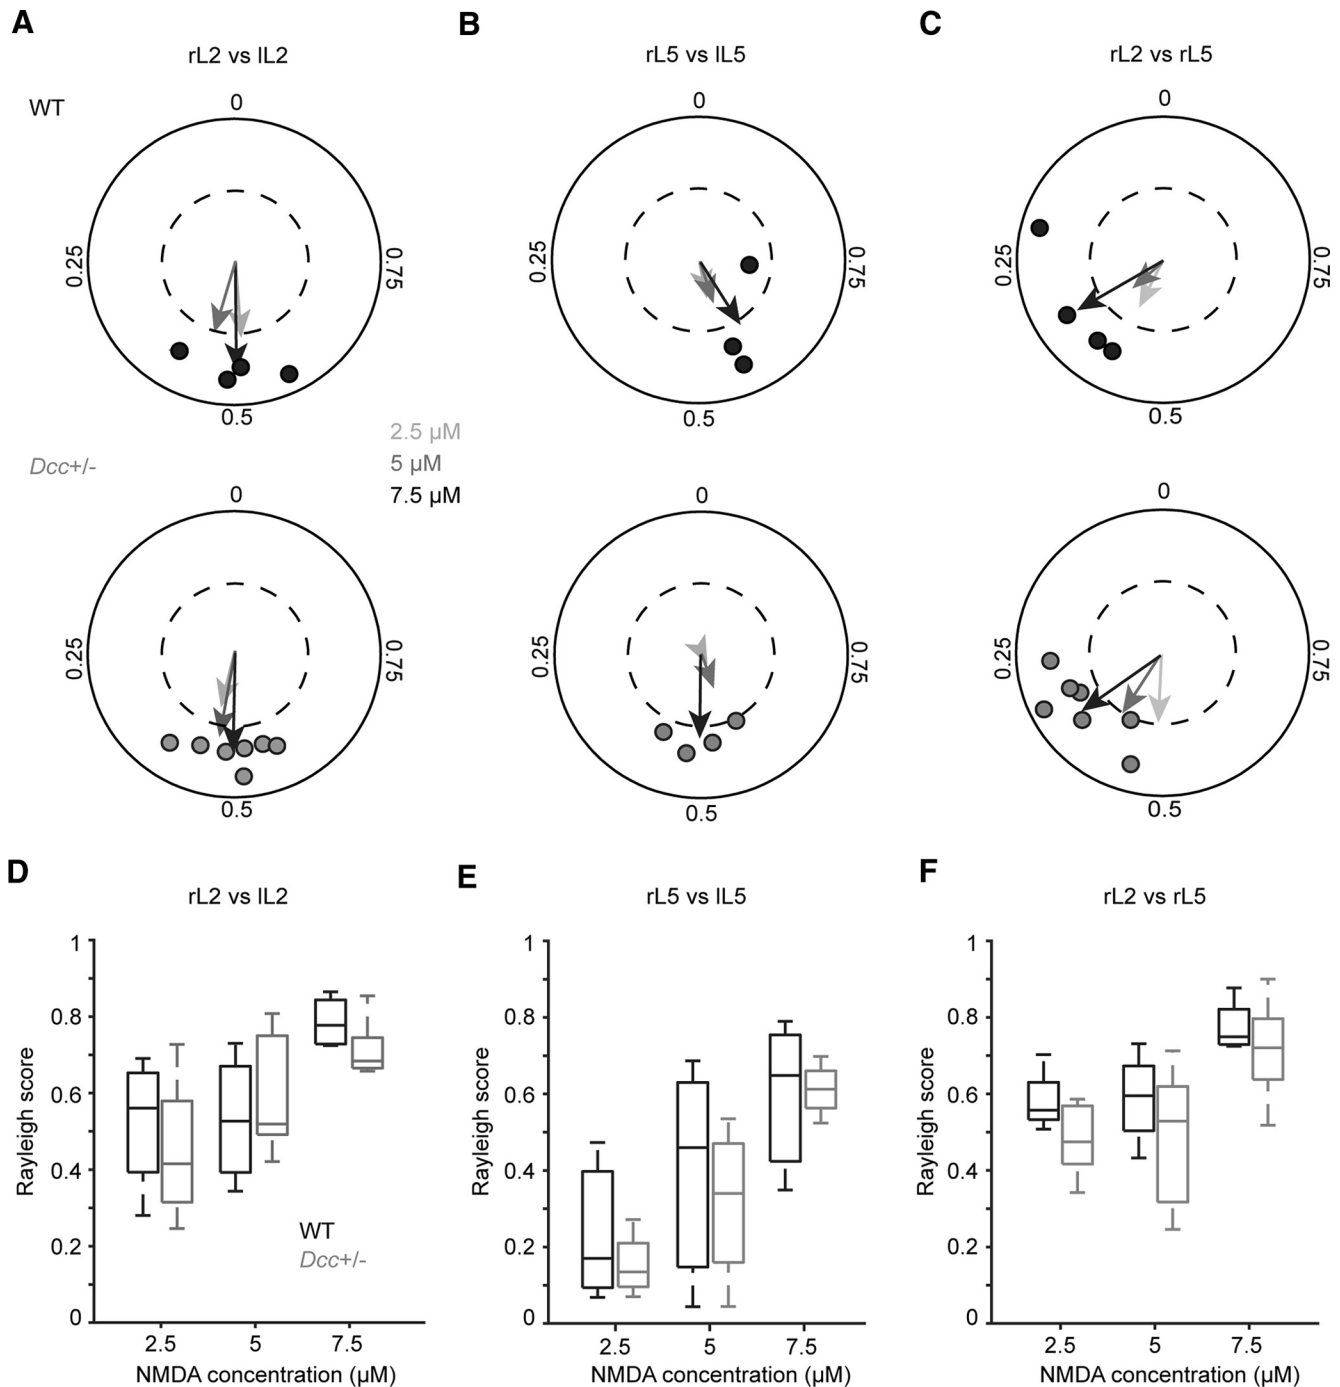 A
B
C
rL2 vs lL2
rL5 vs lL5
rL2 vs rL5
WT
0
0
0
0.25
0.75
0.25
0.75
0.25
0.75
0.5
0.5
0.5
2.5 µM
5 µM
7.5 µM
Dcc+/-
0
0
0
0.25
0.75
0.25
0.75
0.25
0.75
0.5
0.5
0.5
D
rL2 vs lL2
1
0.8
0.6
0.4
0.2
0
Rayleigh score
WT
Dcc+/-
2.5
5
7.5
NMDA concentration (µM)
E
rL5 vs lL5
1
0.8
0.6
0.4
0.2
0
Rayleigh score
2.5
5
7.5
NMDA concentration (µM)
F
rL2 vs rL5
1
0.8
0.6
0.4
0.2
0
Rayleigh score
2.5
5
7.5
NMDA concentration (µM)